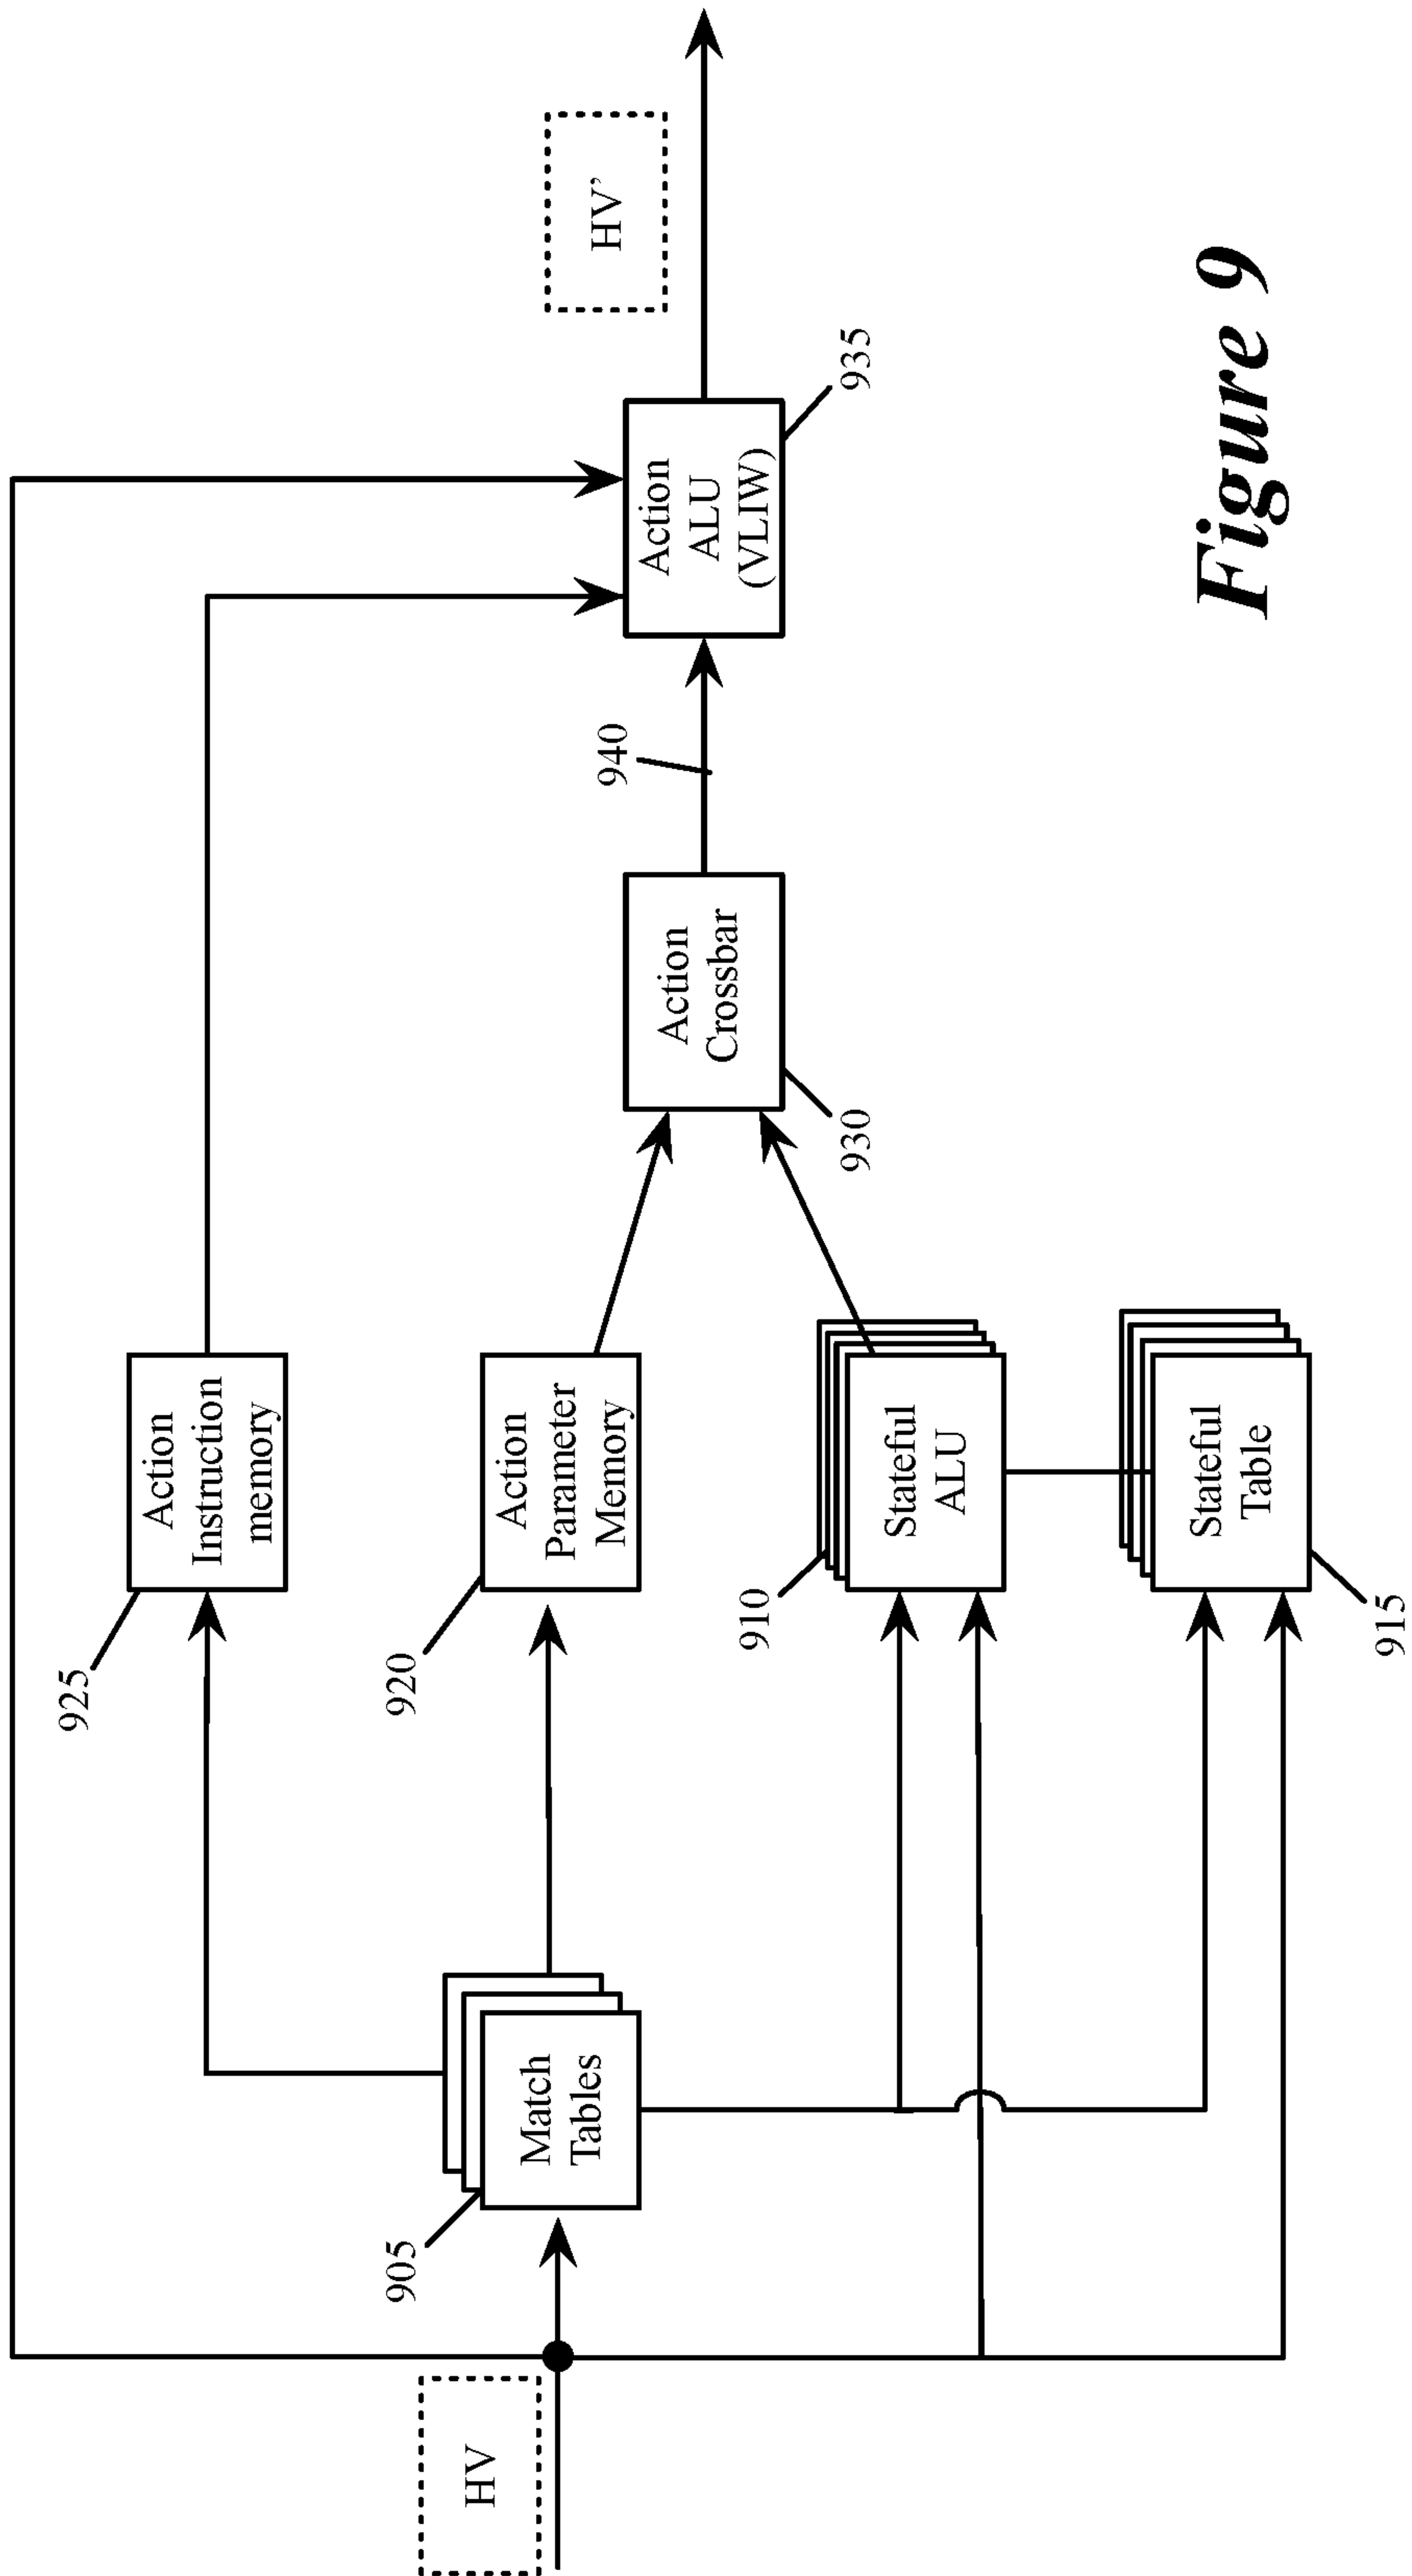 HV
905
Match
Tables
925
Action
Instruction
memory
920
Action
Parameter
Memory
910
Stateful
ALU
915
Stateful
Table
930
Action
Crossbar
940
935
Action
ALU
(VLIW)
HV’
Figure 9